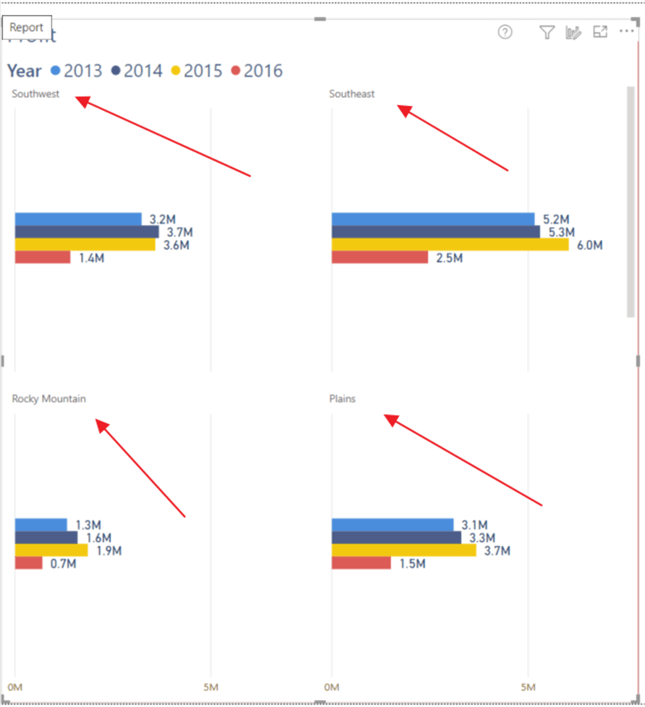 Report
Profit
Year 2013 2014 2015 2016
Southwest
3.2M
3.7M
3.6M
1.4M
Southeast
5.2M
5.3M
6.0M
2.5M
Rocky Mountain
1.3M
1.6M
1.9M
0.7M
Plains
3.1M
3.3M
3.7M
1.5M
0M 5M 0M 5M